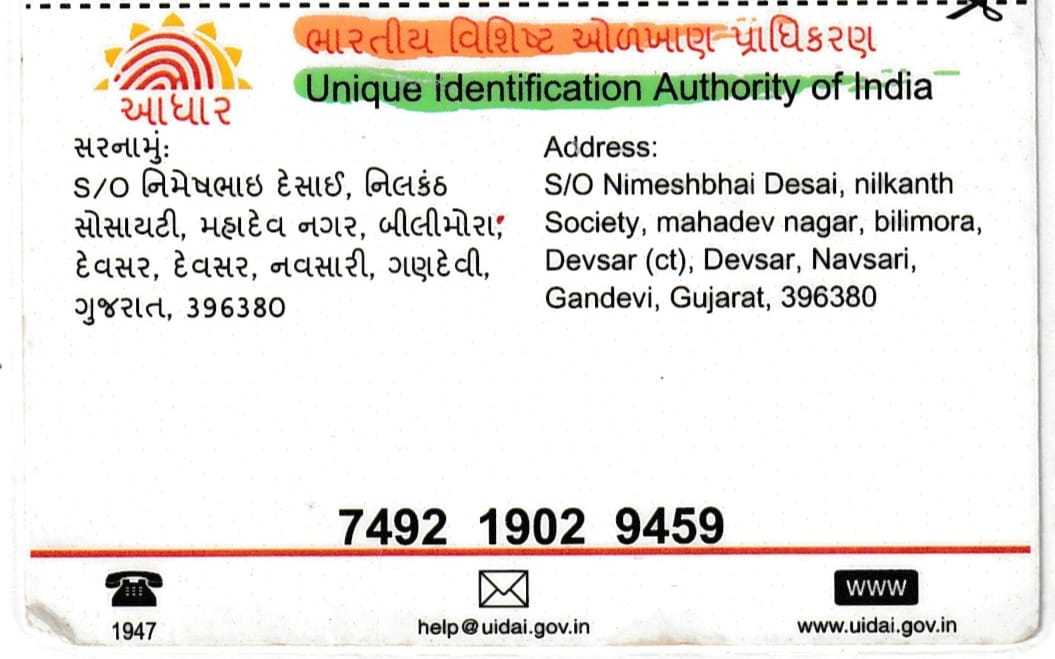 ભારતીય વિશિષ્ટ ઓળખાણ પ્રાધિકરણ
Unique Identification Authority of India
આધાર
સરનામું:
S/O નિમેષભાઇ દેસાઈ, નિલકંઠ
સોસાયટી, મહાદેવ નગર, બીલીમોરા,
દેવસર, દેવસર, નવસારી, ગણદેવી,
ગુજરાત, 396380
Address:
S/O Nimeshbhai Desai, nilkanth
Society, mahadev nagar, bilimora,
Devsar (ct), Devsar, Navsari,
Gandevi, Gujarat, 396380
7492 1902 9459
1947
help@uidai.gov.in
www
www.uidai.gov.in